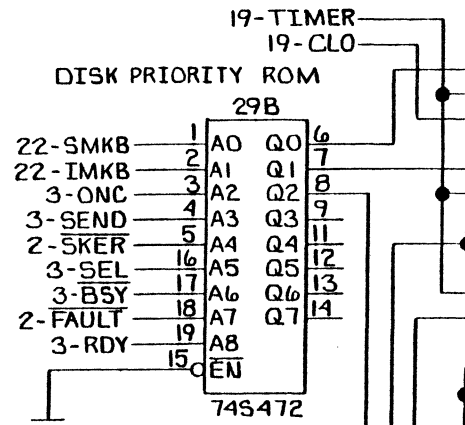 19-TIMER
19-CLO
DISK PRIORITY ROM
29B
22-SMKB 1 A0 Q0 6
22-IMKB 2 A1 Q1 7
3-ONC 3 A2 Q2 8
3-SEND 4 A3 Q3 9
2-SKER 5 A4 Q4 11
3-SEL 16 A5 Q5 12
3-BSY 17 A6 Q6 13
2-FAULT 18 A7 Q7 14
3-RDY 19 A8
15 EN
74S472